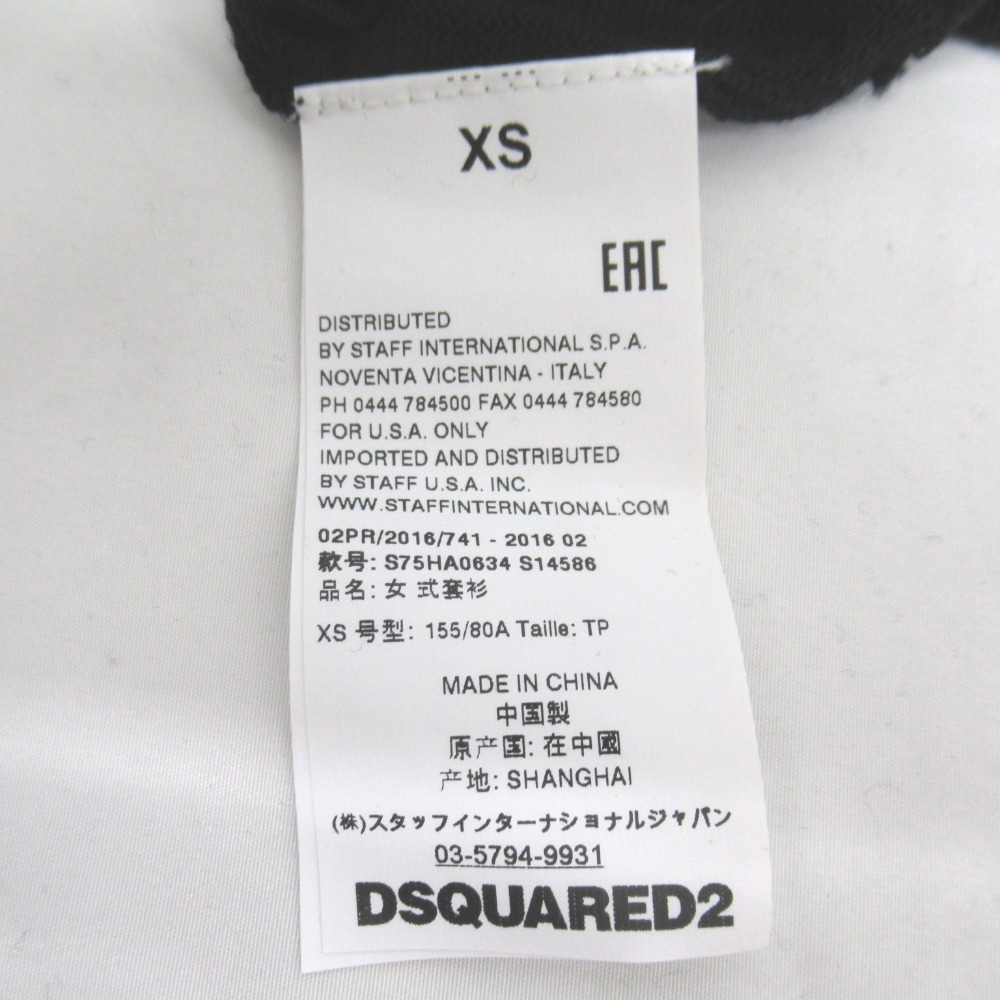 XS
EAC
DISTRIBUTED
BY STAFF INTERNATIONAL S.P.A.
NOVENTA VICENTINA - ITALY
PH 0444 784500 FAX 0444 784580
FOR U.S.A. ONLY
IMPORTED AND DISTRIBUTED
BY STAFF U.S.A. INC.
WWW.STAFFINTERNATIONAL.COM
02PR/2016/741 - 2016 02
款号: S75HA0634 S14586
品名: 女 式套衫
XS 号型: 155/80A Taille: TP
MADE IN CHINA
中国製
原产国: 在中國
产地: SHANGHAI
(株)スタッフインターナショナルジャパン
03-5794-9931
DSQUARED2